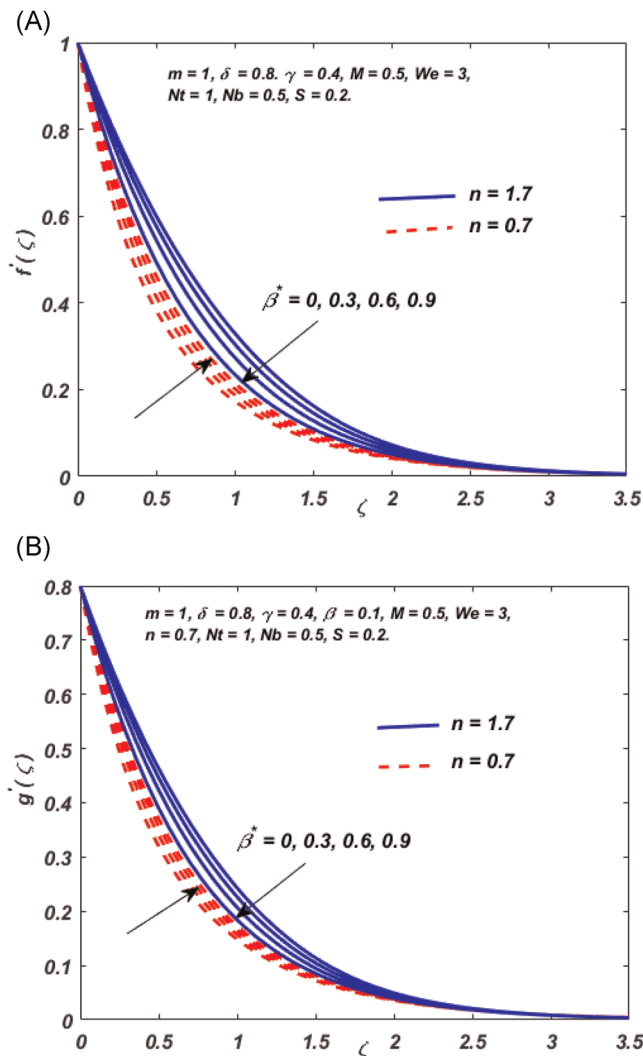 (A)
1
m = 1, δ = 0.8. γ = 0.4, M = 0.5, We = 3,
Nt = 1, Nb = 0.5, S = 0.2.
0.8
n = 1.7
n = 0.7
0.6
f'(ζ)
β* = 0, 0.3, 0.6, 0.9
0.4
0.2
0
0 0.5 1 1.5 2 2.5 3 3.5
ζ
(B)
0.8
m = 1, δ = 0.8, γ = 0.4, β = 0.1, M = 0.5, We = 3,
n = 0.7, Nt = 1, Nb = 0.5, S = 0.2.
0.7
0.6
n = 1.7
0.5
n = 0.7
g'(ζ)
0.4
β* = 0, 0.3, 0.6, 0.9
0.3
0.2
0.1
0
0 0.5 1 1.5 2 2.5 3 3.5
ζ